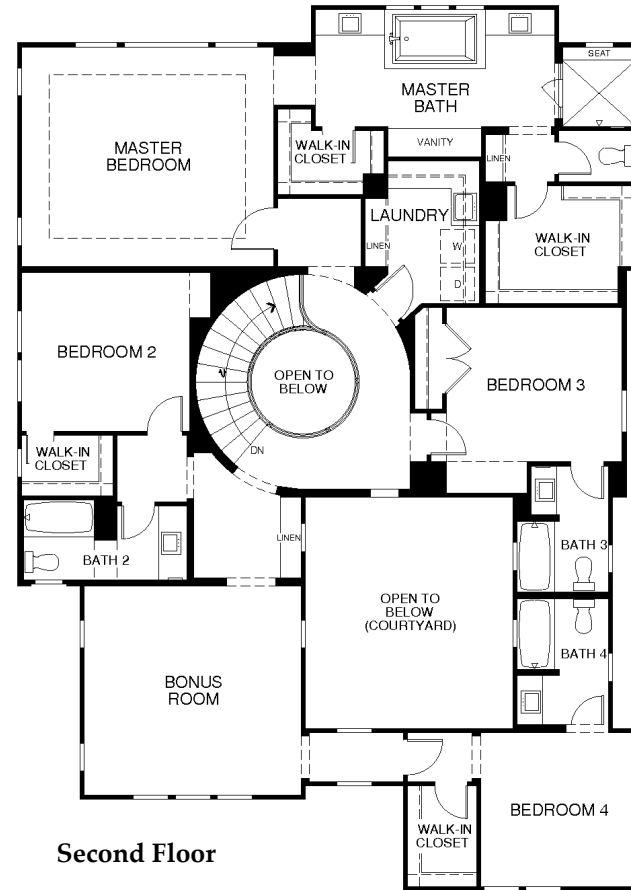 SEAT
MASTER
BATH
MASTER
BEDROOM
WALK-IN
CLOSET
VANITY
LINEN
LAUNDRY
LINEN
W
D
WALK-IN
CLOSET
BEDROOM 2
OPEN TO
BELOW
BEDROOM 3
DN
WALK-IN
CLOSET
BATH 2
LINEN
BATH 3
OPEN TO
BELOW
(COURTYARD)
BATH 4
BONUS
ROOM
BEDROOM 4
WALK-IN
CLOSET
Second Floor